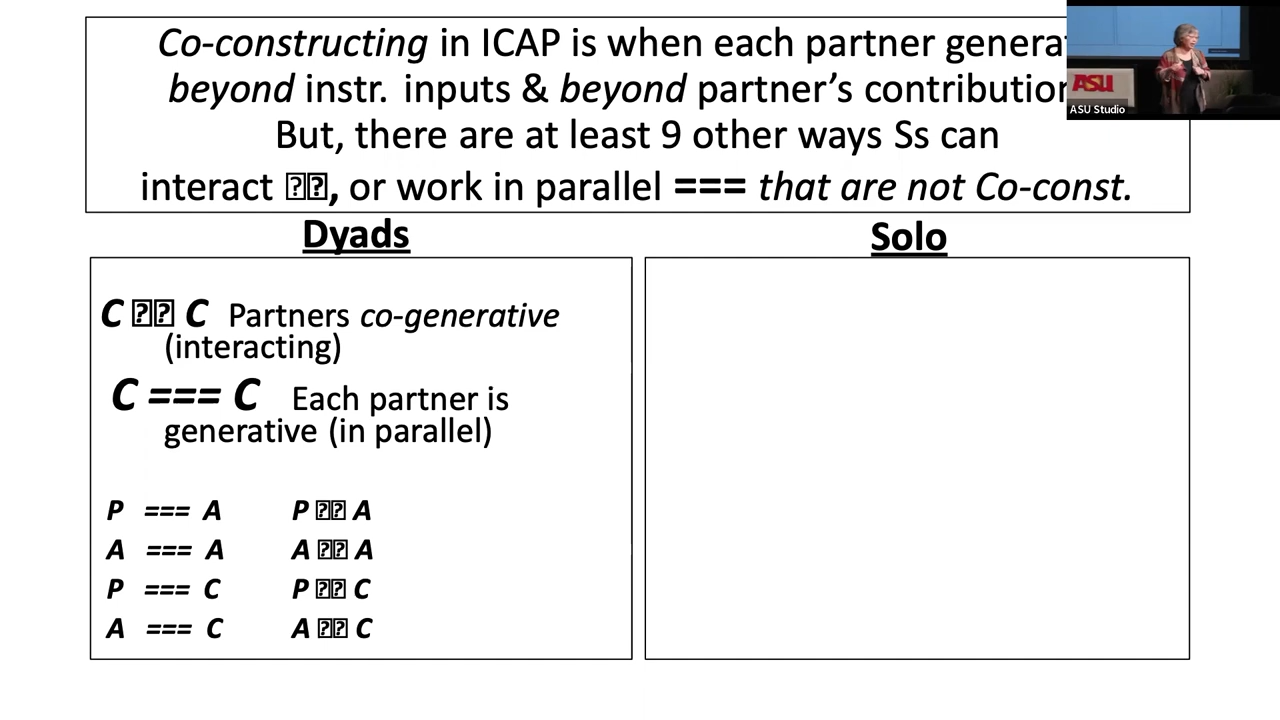 Co-constructing in ICAP is when each partner
beyond instr. inputs & beyond partner's
But, there are at least 9 other ways Ss can
interact ⍰⍰, or work in parallel === that are not Co-const.
ASU
ASU Studio
Dyads
Solo
C ⍰⍰ C Partners co-generative
(interacting)
C === C Each partner is
generative (in parallel)
P === A P ⍰⍰ A
A === A A ⍰⍰ A
P === C P ⍰⍰ C
A === C A ⍰⍰ C